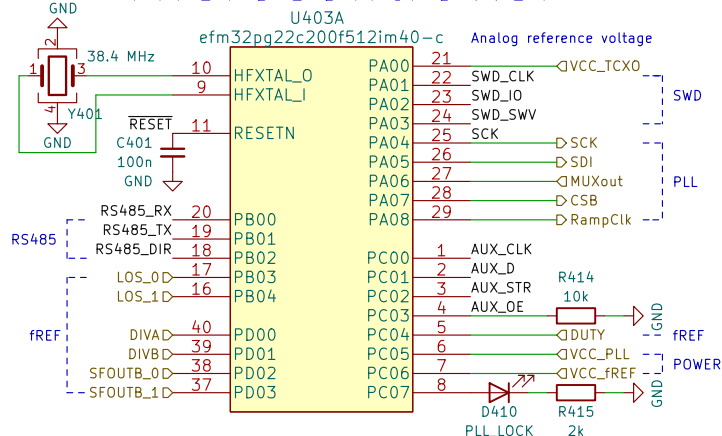 GND
U403A
efm32pg22c200f512im40-c
Analog reference voltage
2
38.4 MHz
1
3
Y401
4
GND
10 HFXTAL_O
9 HFXTAL_I
RESET
11 RESETN
C401
100n
GND
RS485
RS485_RX 20 PB00
RS485_TX 19 PB01
RS485_DIR 18 PB02
fREF
LOS_0 17 PB03
LOS_1 16 PB04
DIVA 40 PD00
DIVB 39 PD01
SFOUTB_0 38 PD02
SFOUTB_1 37 PD03
PA00 21 VCC_TCXO
PA01 22 SWD_CLK
PA02 23 SWD_IO
PA03 24 SWD_SWV
SWD
PA04 25 SCK SCK
PA05 26 SDI
PA06 27 MUXout
PA07 28 CSB
PA08 29 RampClk
PLL
PC00 1 AUX_CLK
PC01 2 AUX_D
PC02 3 AUX_STR
PC03 4 AUX_OE
R414
10k
GND
PC04 5 DUTY fREF
PC05 6 VCC_PLL
PC06 7 VCC_fREF
POWER
PC07 8
D410
PLL_LOCK
R415
2k
GND